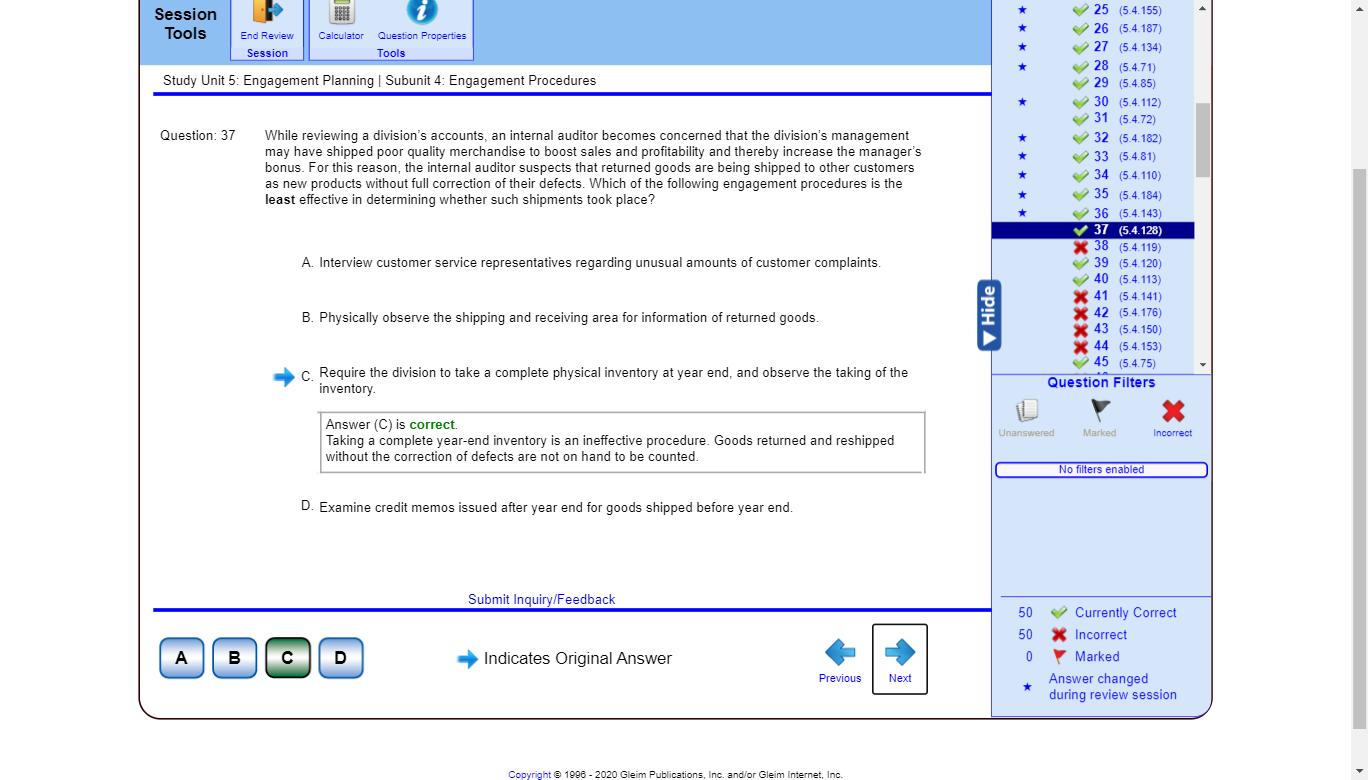 Session
Tools
End Review
Session
Calculator
Question Properties
Tools
Study Unit 5: Engagement Planning | Subunit 4: Engagement Procedures
Question: 37
While reviewing a division's accounts, an internal auditor becomes concerned that the division's management
may have shipped poor quality merchandise to boost sales and profitability and thereby increase the manager's
bonus. For this reason, the internal auditor suspects that returned goods are being shipped to other customers
as new products without full correction of their defects. Which of the following engagement procedures is the
least effective in determining whether such shipments took place?
A. Interview customer service representatives regarding unusual amounts of customer complaints.
B. Physically observe the shipping and receiving area for information of returned goods.
C. Require the division to take a complete physical inventory at year end, and observe the taking of the
inventory.
Answer (C) is correct.
Taking a complete year-end inventory is an ineffective procedure. Goods returned and reshipped
without the correction of defects are not on hand to be counted.
D. Examine credit memos issued after year end for goods shipped before year end.
Submit Inquiry/Feedback
A
B
C
D
Indicates Original Answer
Previous
Next
25 (5.4.155)
26 (5.4.187)
27 (5.4.134)
28 (5.4.71)
29 (5.4.85)
30 (5.4.112)
31 (5.4.72)
32 (5.4.182)
33 (5.4.81)
34 (5.4.110)
35 (5.4.184)
36 (5.4.143)
37 (5.4.128)
38 (5.4.119)
39 (5.4.120)
40 (5.4.113)
41 (5.4.141)
42 (5.4.176)
43 (5.4.150)
44 (5.4.153)
45 (5.4.75)
Hide
Question Filters
Unanswered
Marked
Incorrect
No filters enabled
50 Currently Correct
50 Incorrect
0 Marked
Answer changed
during review session
Copyright © 1996 - 2020 Gleim Publications, Inc. and/or Gleim Internet, Inc.